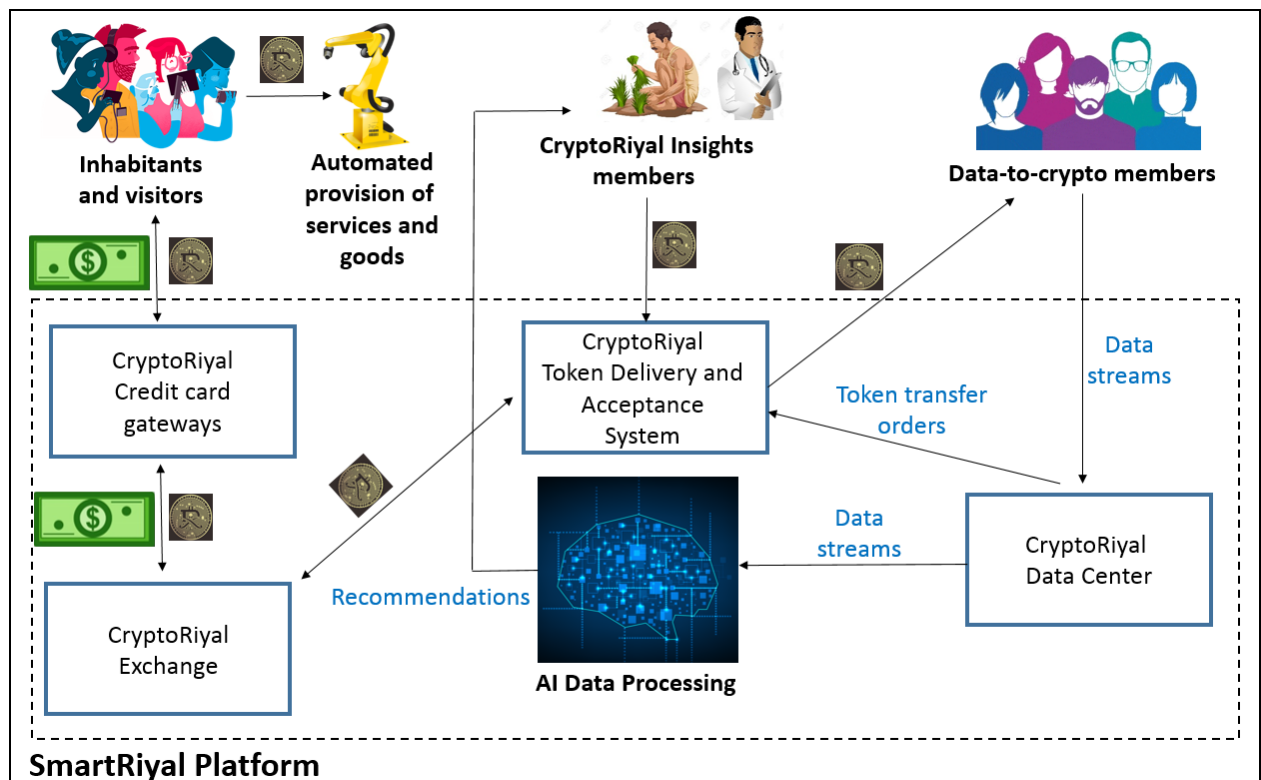 Inhabitants
and visitors
Automated
provision of
services and
goods
CryptoRiyal Insights
members
Data-to-crypto members
CryptoRiyal
Credit card
gateways
CryptoRiyal
Token Delivery and
Acceptance
System
Data
streams
Token transfer
orders
Data
streams
CryptoRiyal
Data Center
Recommendations
CryptoRiyal
Exchange
AI Data Processing
SmartRiyal Platform